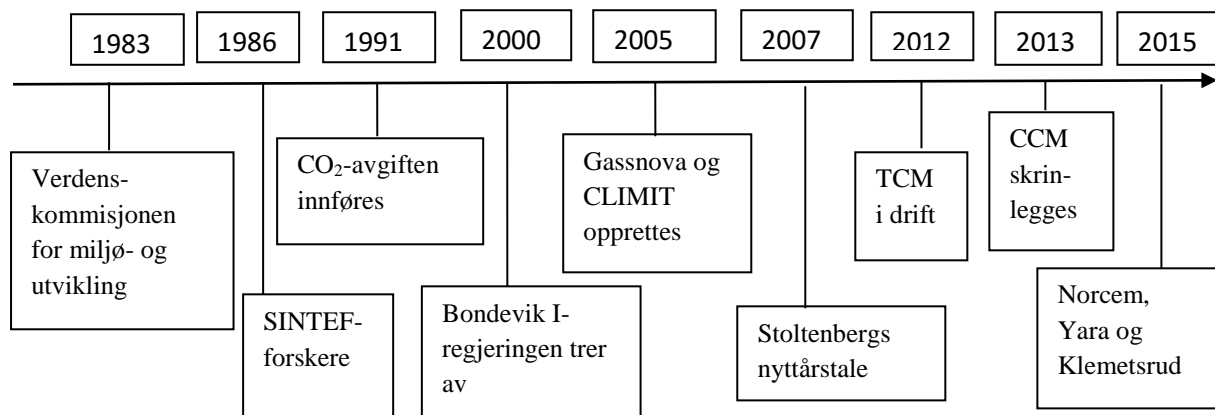 1983
1986
1991
2000
2005
2007
2012
2013
2015
Verdens-
kommisjonen
for miljø- og
utvikling
SINTEF-
forskere
CO₂-avgiften
innføres
Bondevik I-
regjeringen trer
av
Gassnova og
CLIMIT
opprettes
Stoltenbergs
nyttårstale
TCM
i drift
CCM
skrin-
legges
Norcem,
Yara og
Klemetsrud